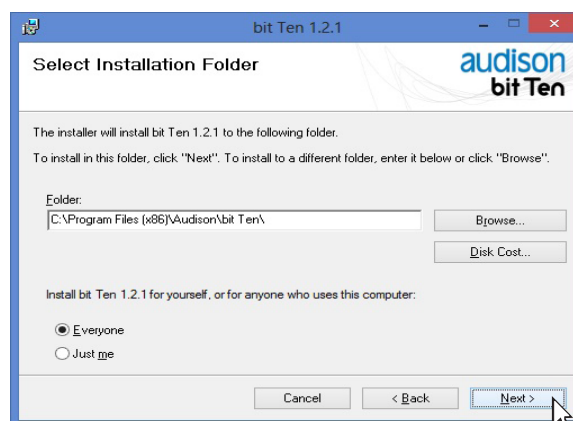 bit Ten 1.2.1
Select Installation Folder
audison
bit Ten
The installer will install bit Ten 1.2.1 to the following folder.
To install in this folder, click "Next". To install to a different folder, enter it below or click "Browse".
Folder:
C:\Program Files (x86)\Audison\bit Ten\
Browse...
Disk Cost...
Install bit Ten 1.2.1 for yourself, or for anyone who uses this computer:
Everyone
Just me
Cancel
< Back
Next >